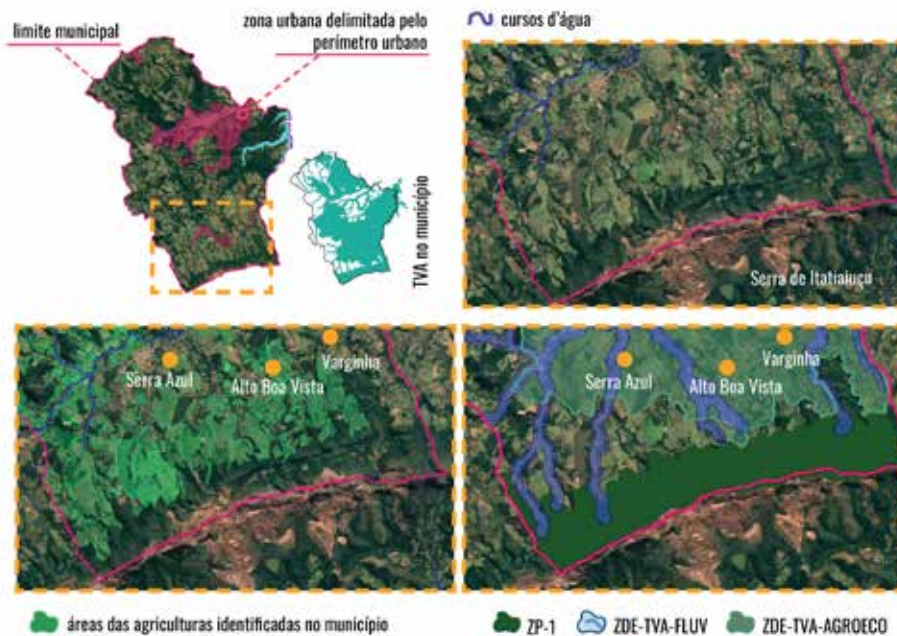 limite municipal
zona urbana delimitada pelo
perímetro urbano
TVA no município
cursos d'água
Serra de Itatiaiuçu
Serra Azul
Alto Boa Vista
Varginha
Serra Azul
Alto Boa Vista
Varginha
áreas das agriculturas identificadas no município
ZP-1
ZDE-TVA-FLUV
ZDE-TVA-AGROECO